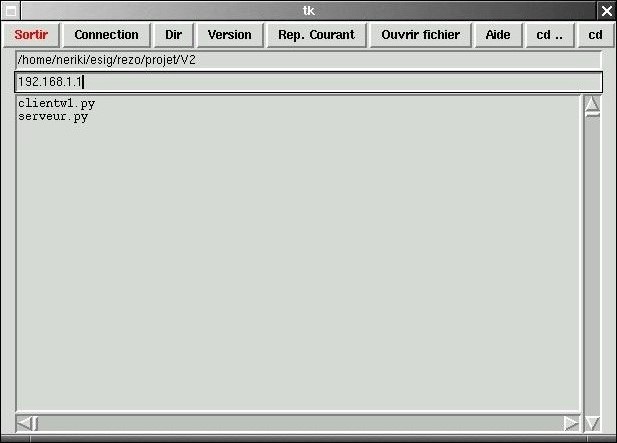 tk
Sortir Connection Dir Version Rep. Courant Ouvrir fichier Aide cd .. cd
/home/neriki/esig/rezo/projet/V2
192.168.1.1
clientw1.py
serveur.py